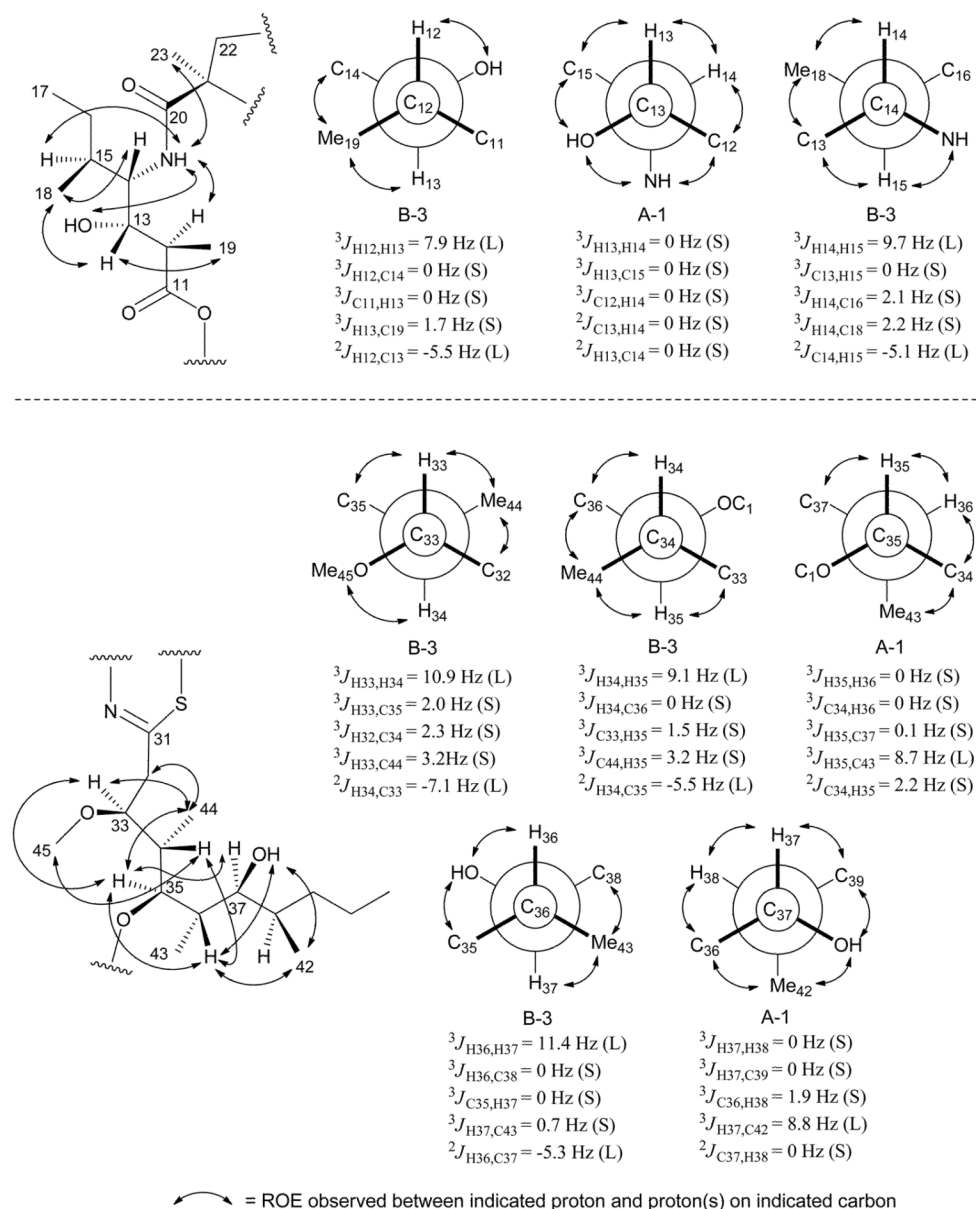 23
22
17
O
20
H
15
H
NH
18
HO
13
H
H
19
11
O
O
H12
C14
OH
C12
Me19
C11
H13
B-3
3JH12,H13 = 7.9 Hz (L)
3JH12,C14 = 0 Hz (S)
3JC11,H13 = 0 Hz (S)
3JH13,C19 = 1.7 Hz (S)
2JH12,C13 = -5.5 Hz (L)
H13
C15
H14
C13
HO
C12
NH
A-1
3JH13,H14 = 0 Hz (S)
3JH13,C15 = 0 Hz (S)
3JC12,H14 = 0 Hz (S)
2JC13,H14 = 0 Hz (S)
2JH13,C14 = 0 Hz (S)
H14
Me18
C16
C14
C13
NH
H15
B-3
3JH14,H15 = 9.7 Hz (L)
3JC13,H15 = 0 Hz (S)
3JH14,C16 = 2.1 Hz (S)
3JH14,C18 = 2.2 Hz (S)
2JC14,H15 = -5.1 Hz (L)
N
S
31
H
O
33
44
45
H
H
H
OH
35
37
O
43
H
H
42
H33
C35
Me44
C33
Me45O
C32
H34
B-3
3JH33,H34 = 10.9 Hz (L)
3JH33,C35 = 2.0 Hz (S)
3JH32,C34 = 2.3 Hz (S)
3JH33,C44 = 3.2Hz (S)
2JH34,C33 = -7.1 Hz (L)
H34
C36
OC1
C34
Me44
C33
H35
B-3
3JH34,H35 = 9.1 Hz (L)
3JH34,C36 = 0 Hz (S)
3JC33,H35 = 1.5 Hz (S)
3JC44,H35 = 3.2 Hz (S)
2JH34,C35 = -5.5 Hz (L)
H35
C37
H36
C35
C1O
C34
Me43
A-1
3JH35,H36 = 0 Hz (S)
3JC34,H36 = 0 Hz (S)
3JH35,C37 = 0.1 Hz (S)
3JH35,C43 = 8.7 Hz (L)
2JC34,H35 = 2.2 Hz (S)
H36
HO
C38
C36
C35
Me43
H37
B-3
3JH36,H37 = 11.4 Hz (L)
3JH36,C38 = 0 Hz (S)
3JC35,H37 = 0 Hz (S)
3JH37,C43 = 0.7 Hz (S)
2JH36,C37 = -5.3 Hz (L)
H37
H38
C39
C37
C36
OH
Me42
A-1
3JH37,H38 = 0 Hz (S)
3JH37,C39 = 0 Hz (S)
3JC36,H38 = 1.9 Hz (S)
3JH37,C42 = 8.8 Hz (L)
2JC37,H38 = 0 Hz (S)
= ROE observed between indicated proton and proton(s) on indicated carbon